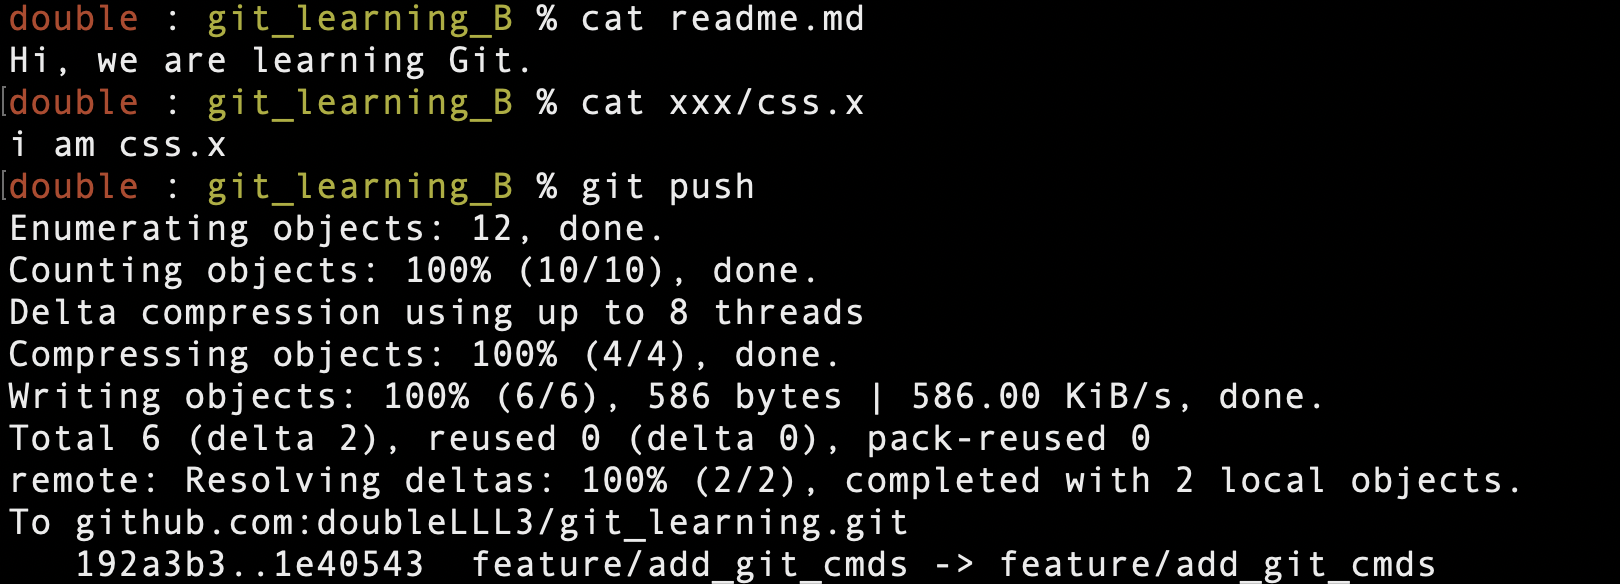 double : git_learning_B % cat readme.md
Hi, we are learning Git.
[double : git_learning_B % cat xxx/css.x
i am css.x
[double : git_learning_B % git push
Enumerating objects: 12, done.
Counting objects: 100% (10/10), done.
Delta compression using up to 8 threads
Compressing objects: 100% (4/4), done.
Writing objects: 100% (6/6), 586 bytes | 586.00 KiB/s, done.
Total 6 (delta 2), reused 0 (delta 0), pack-reused 0
remote: Resolving deltas: 100% (2/2), completed with 2 local objects.
To github.com:doubleLLL3/git_learning.git
   192a3b3..1e40543  feature/add_git_cmds -> feature/add_git_cmds